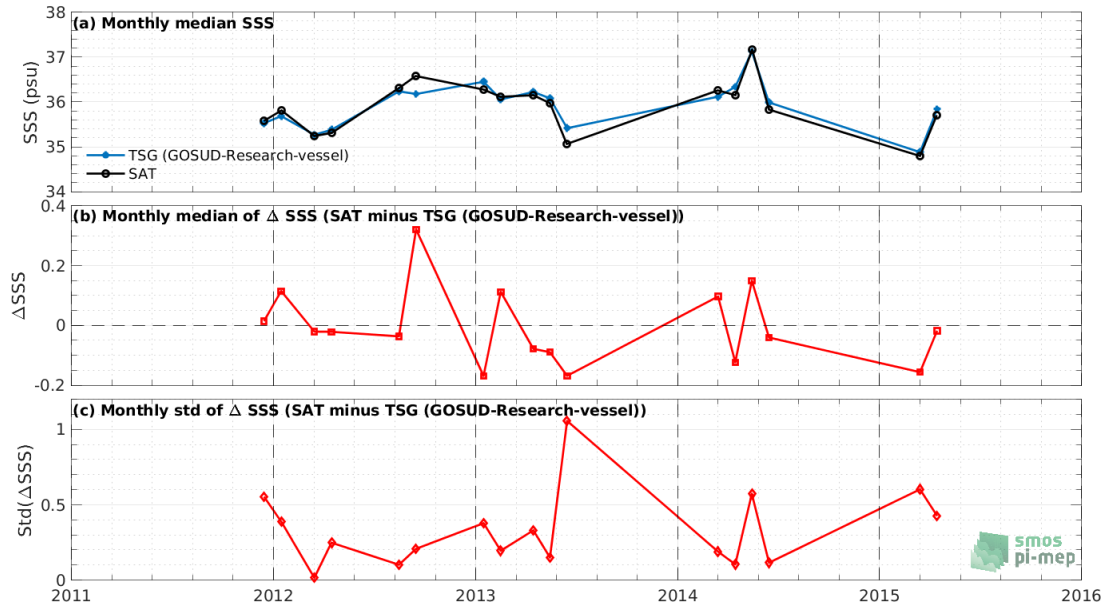 (a) Monthly median SSS
38
37
36
35
34
SSS (psu)
TSG (GOSUD-Research-vessel)
SAT
(b) Monthly median of Δ SSS (SAT minus TSG (GOSUD-Research-vessel))
0.4
0.2
0
-0.2
ΔSSS
(c) Monthly std of Δ SSS (SAT minus TSG (GOSUD-Research-vessel))
1
0.5
0
Std(ΔSSS)
smos
pi-mep
2011 2012 2013 2014 2015 2016